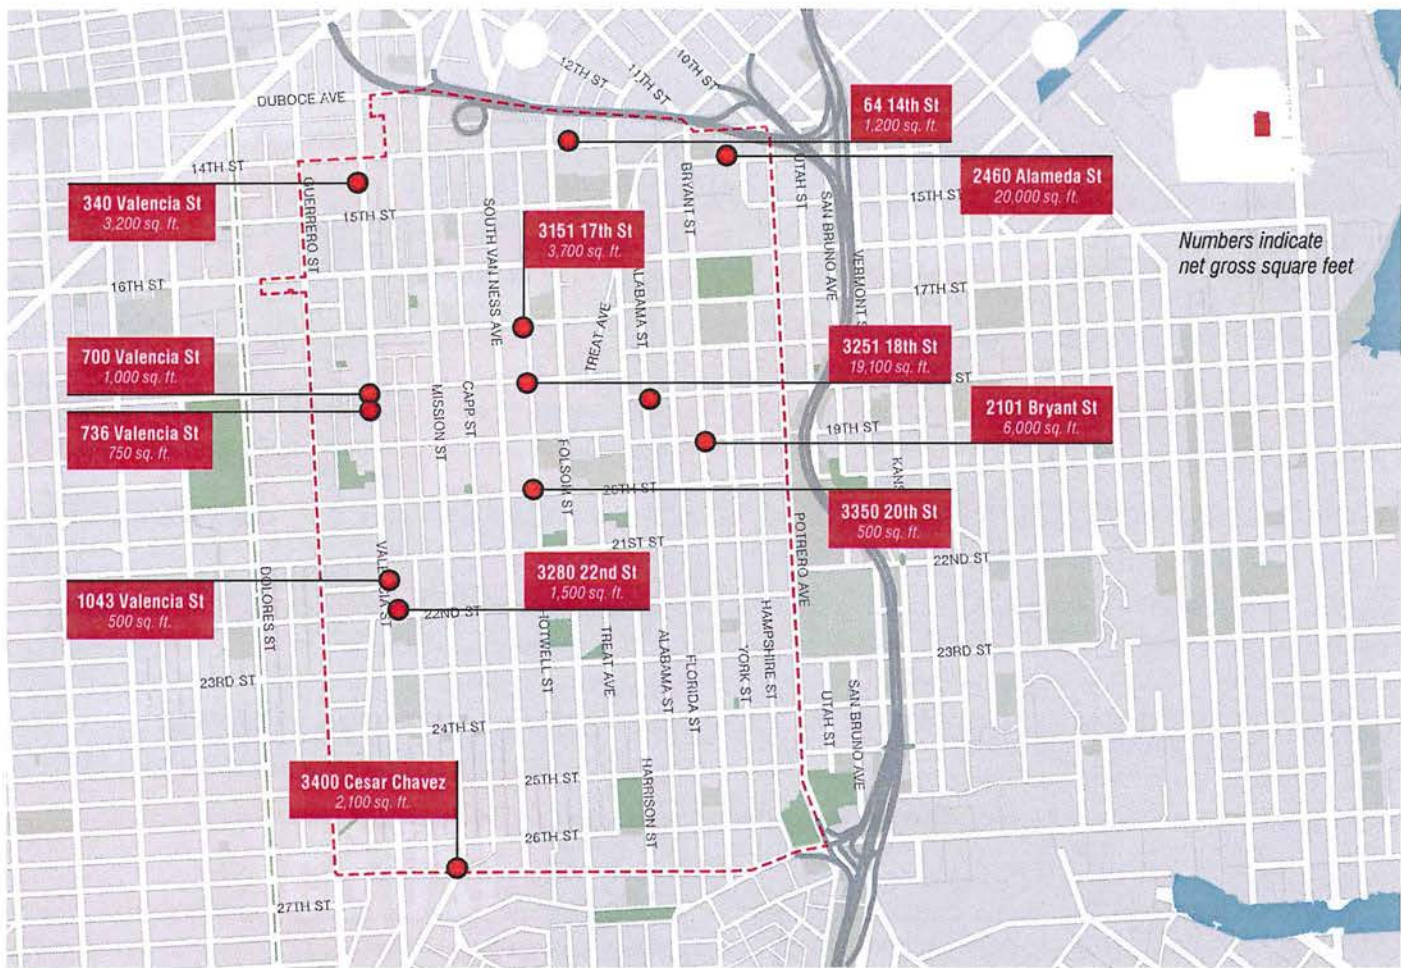 12TH ST
11TH ST
10TH ST
DUBOCE AVE
64 14th St
1,200 sq. ft.
14TH ST
2460 Alameda St
20,000 sq. ft.
340 Valencia St
3,200 sq. ft.
GUERRERO ST
15TH ST
SOUTH VAN NESS AVE
3151 17th St
3,700 sq. ft.
BRYANT ST
UTAH ST
SAN BRUNO AVE
15TH ST
Numbers indicate
net gross square feet
16TH ST
ALABAMA ST
TREAT AVE
VERMONT S
17TH ST
700 Valencia St
1,000 sq. ft.
736 Valencia St
750 sq. ft.
MISSION ST
CAPP ST
3251 18th St
19,100 sq. ft.
ST
2101 Bryant St
6,000 sq. ft.
19TH ST
FOLSOM ST
20TH ST
KANS
3350 20th St
500 sq. ft.
21ST ST
POTRERO AVE
22ND ST
DOLORES ST
VALENCIA ST
1043 Valencia St
500 sq. ft.
3280 22nd St
1,500 sq. ft.
22ND ST
HOTWELL ST
TREAT AVE
ALABAMA ST
FLORIDA ST
YORK ST
HAMPSHIRE ST
23RD ST
23RD ST
UTAH ST
SAN BRUNO AVE
24TH ST
3400 Cesar Chavez
2,100 sq. ft.
25TH ST
HARRISON ST
26TH ST
27TH ST